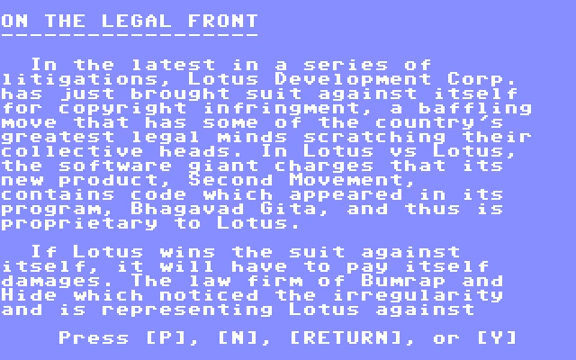 ON THE LEGAL FRONT
------------------
In the latest in a series of
litigations, Lotus Development Corp.
has just brought suit against itself
for copyright infringment, a baffling
move that has some of the country's
greatest legal minds scratching their
collective heads. In Lotus vs Lotus,
the software giant charges that its
new product, Second Movement,
contains code which appeared in its
program, Bhagavad Gita, and thus is
proprietary to Lotus.
If Lotus wins the suit against
itself, it will have to pay itself
damages. The law firm of Bumrap and
Hide which noticed the irregularity
and is representing Lotus against
Press [P], [N], [RETURN], or [Y]